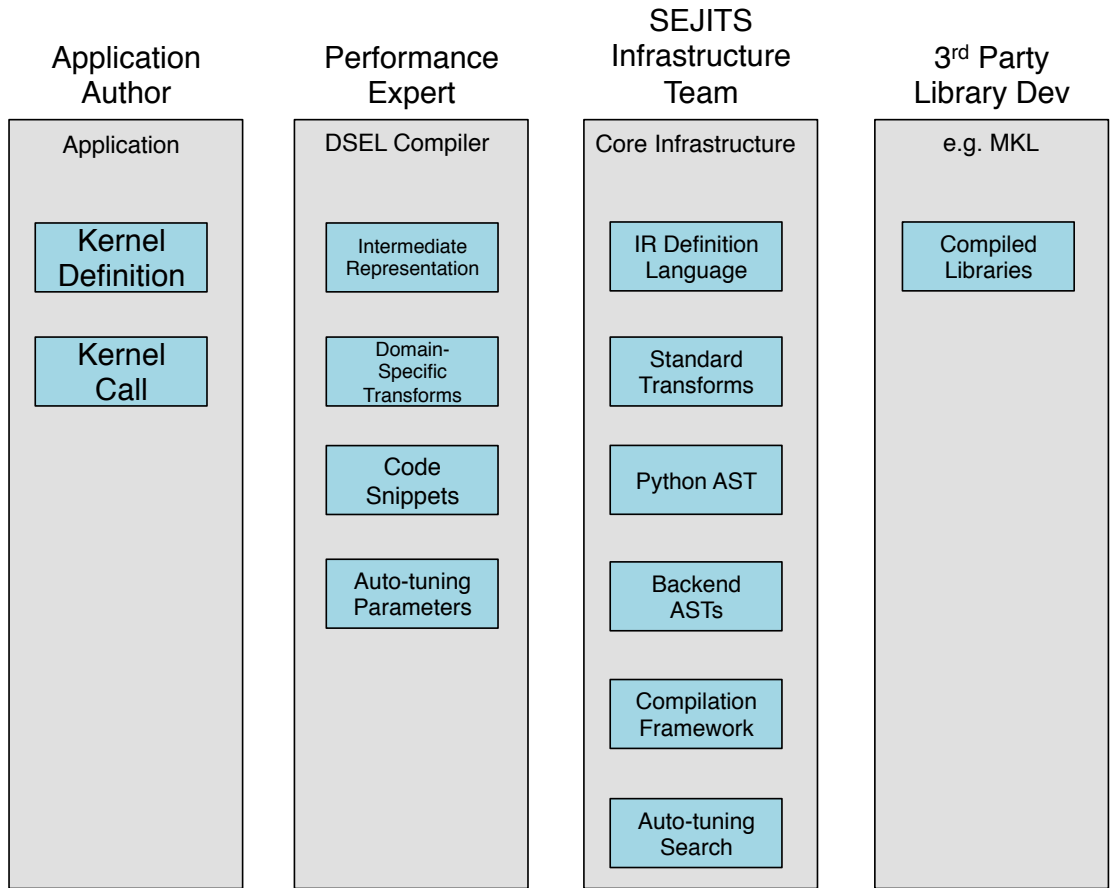 Application
Author
Performance
Expert
SEJITS
Infrastructure
Team
3rd Party
Library Dev
Application
Kernel
Definition
Kernel
Call
DSEL Compiler
Intermediate
Representation
Domain-
Specific
Transforms
Code
Snippets
Auto-tuning
Parameters
Core Infrastructure
IR Definition
Language
Standard
Transforms
Python AST
Backend
ASTs
Compilation
Framework
Auto-tuning
Search
e.g. MKL
Compiled
Libraries